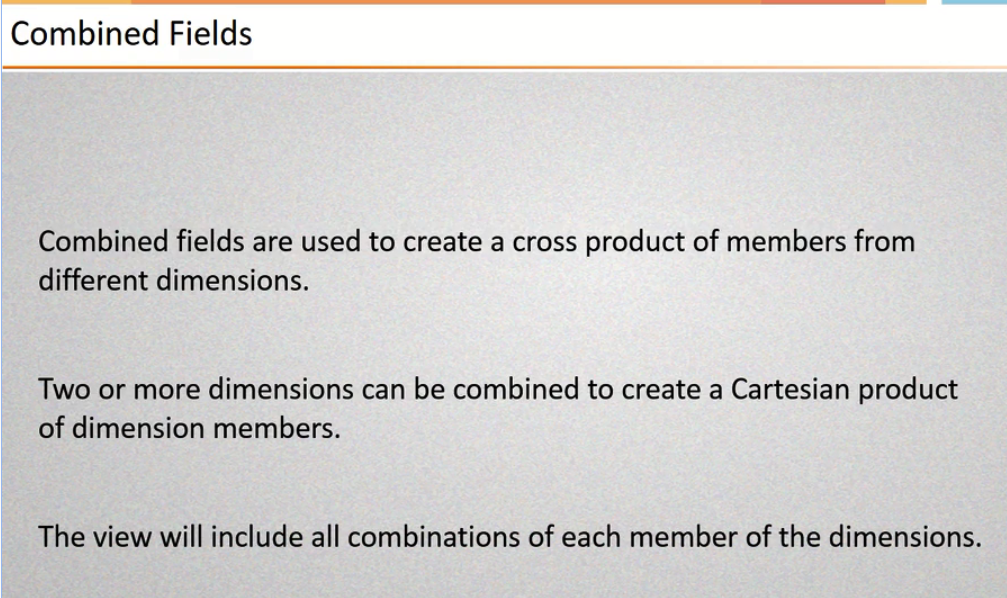 Combined Fields
Combined fields are used to create a cross product of members from
different dimensions.
Two or more dimensions can be combined to create a Cartesian product
of dimension members.
The view will include all combinations of each member of the dimensions.